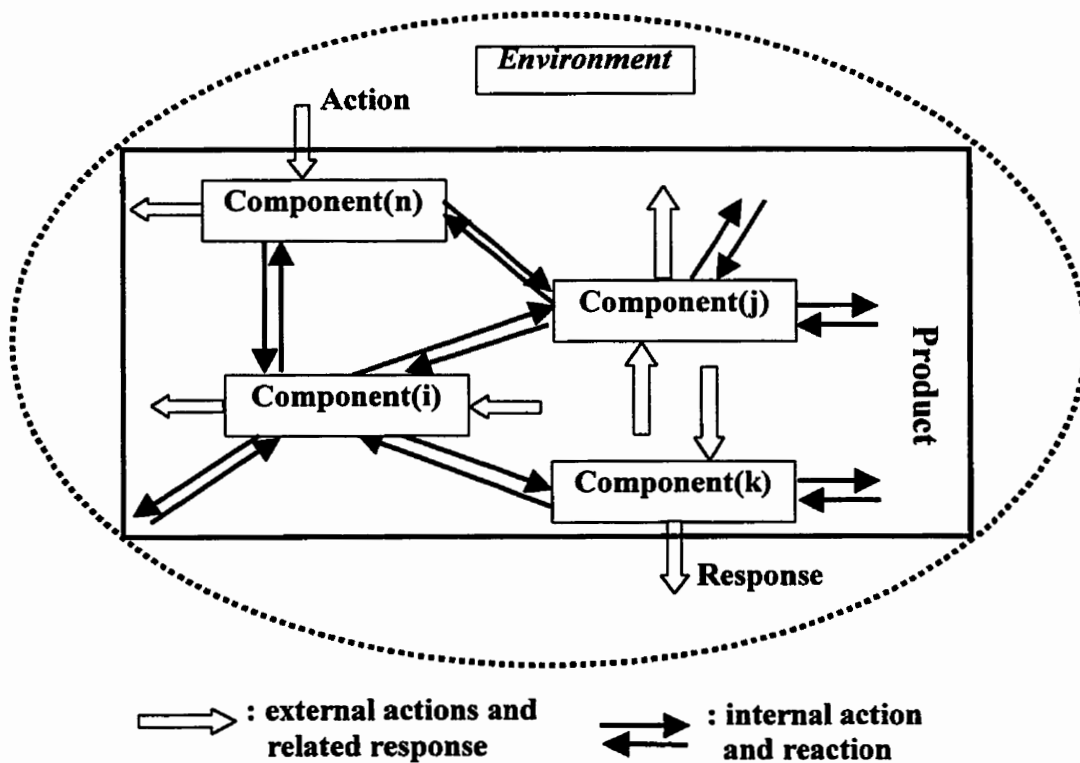 Environment
Action
Component(n)
Component(j)
Product
Component(i)
Component(k)
Response
: external actions and
related response
: internal action
and reaction